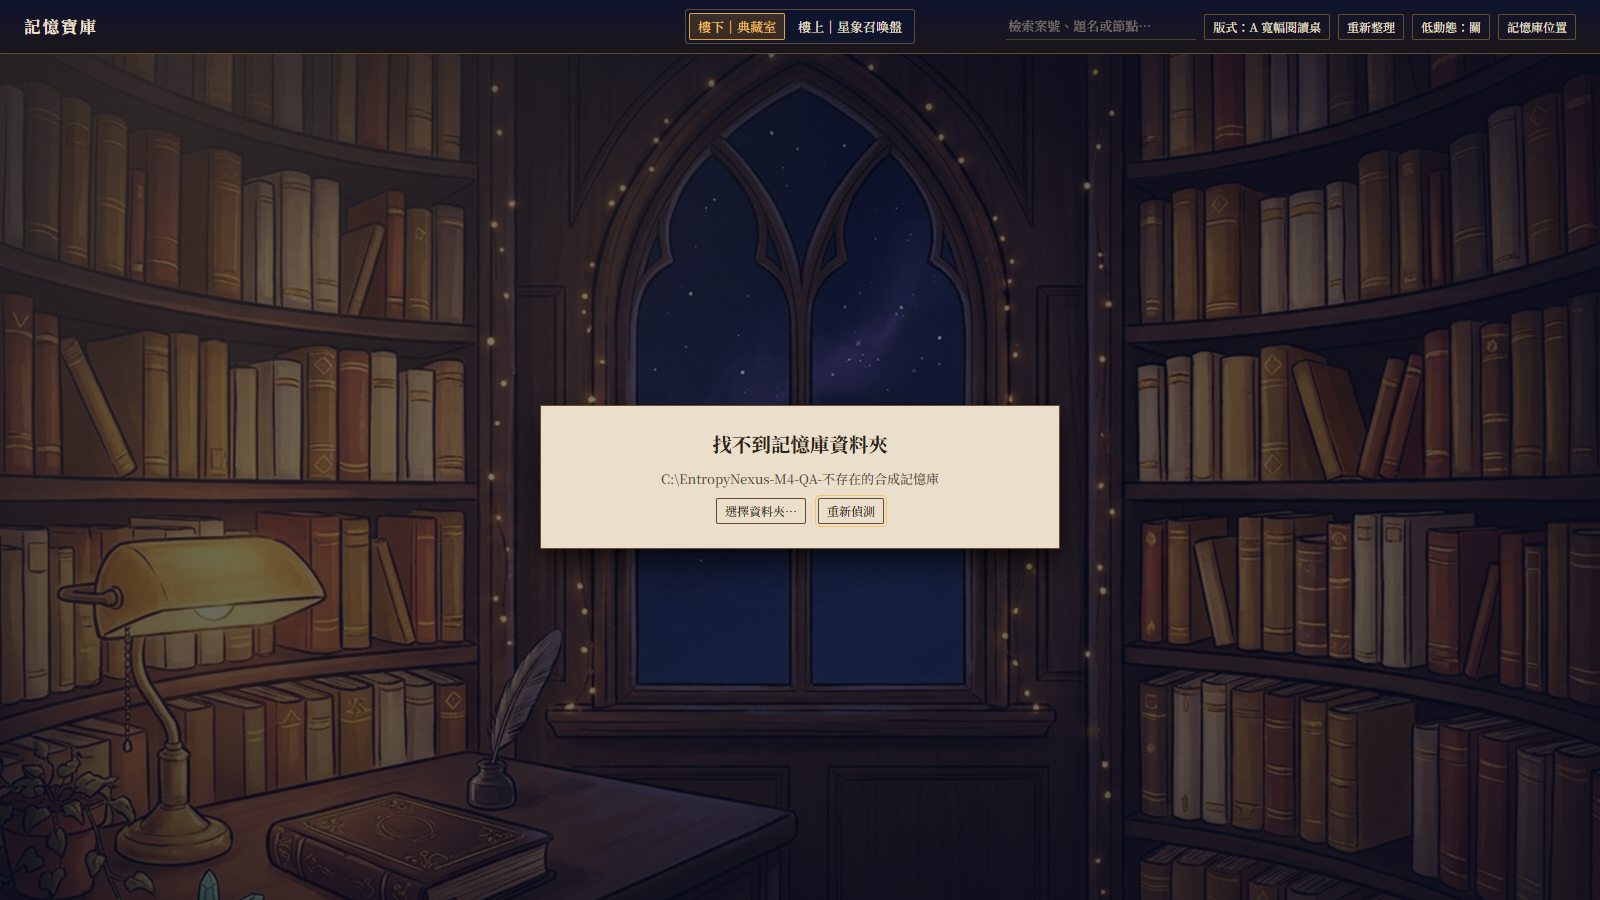 記憶寶庫
樓下｜典藏室
樓上｜星象召喚盤
檢索案號、題名或節點…
版式：A 寬幅閱讀桌
重新整理
低動態：關
記憶庫位置
找不到記憶庫資料夾
C:\EntropyNexus-M4-QA-不存在的合成記憶庫
選擇資料夾…
重新偵測